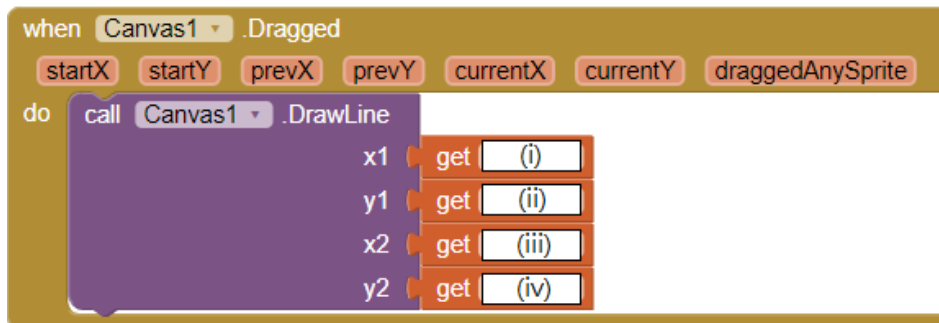 when Canvas1 .Dragged
startX startY prevX prevY currentX currentY draggedAnySprite
do call Canvas1 .DrawLine
x1 get (i)
y1 get (ii)
x2 get (iii)
y2 get (iv)